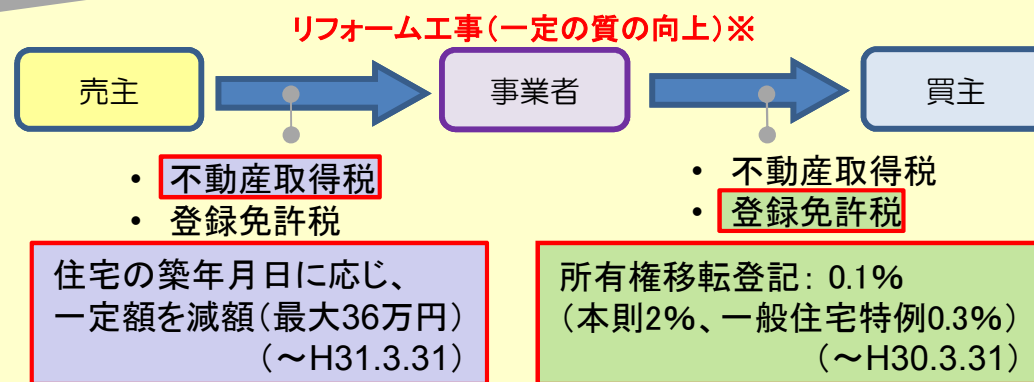 リフォーム工事(一定の質の向上)※
売主
事業者
買主
• 不動産取得税
• 登録免許税
住宅の築年月日に応じ、
一定額を減額(最大36万円)
(~H31.3.31)
• 不動産取得税
• 登録免許税
所有権移転登記: 0.1%
(本則2%、一般住宅特例0.3%)
(~H30.3.31)